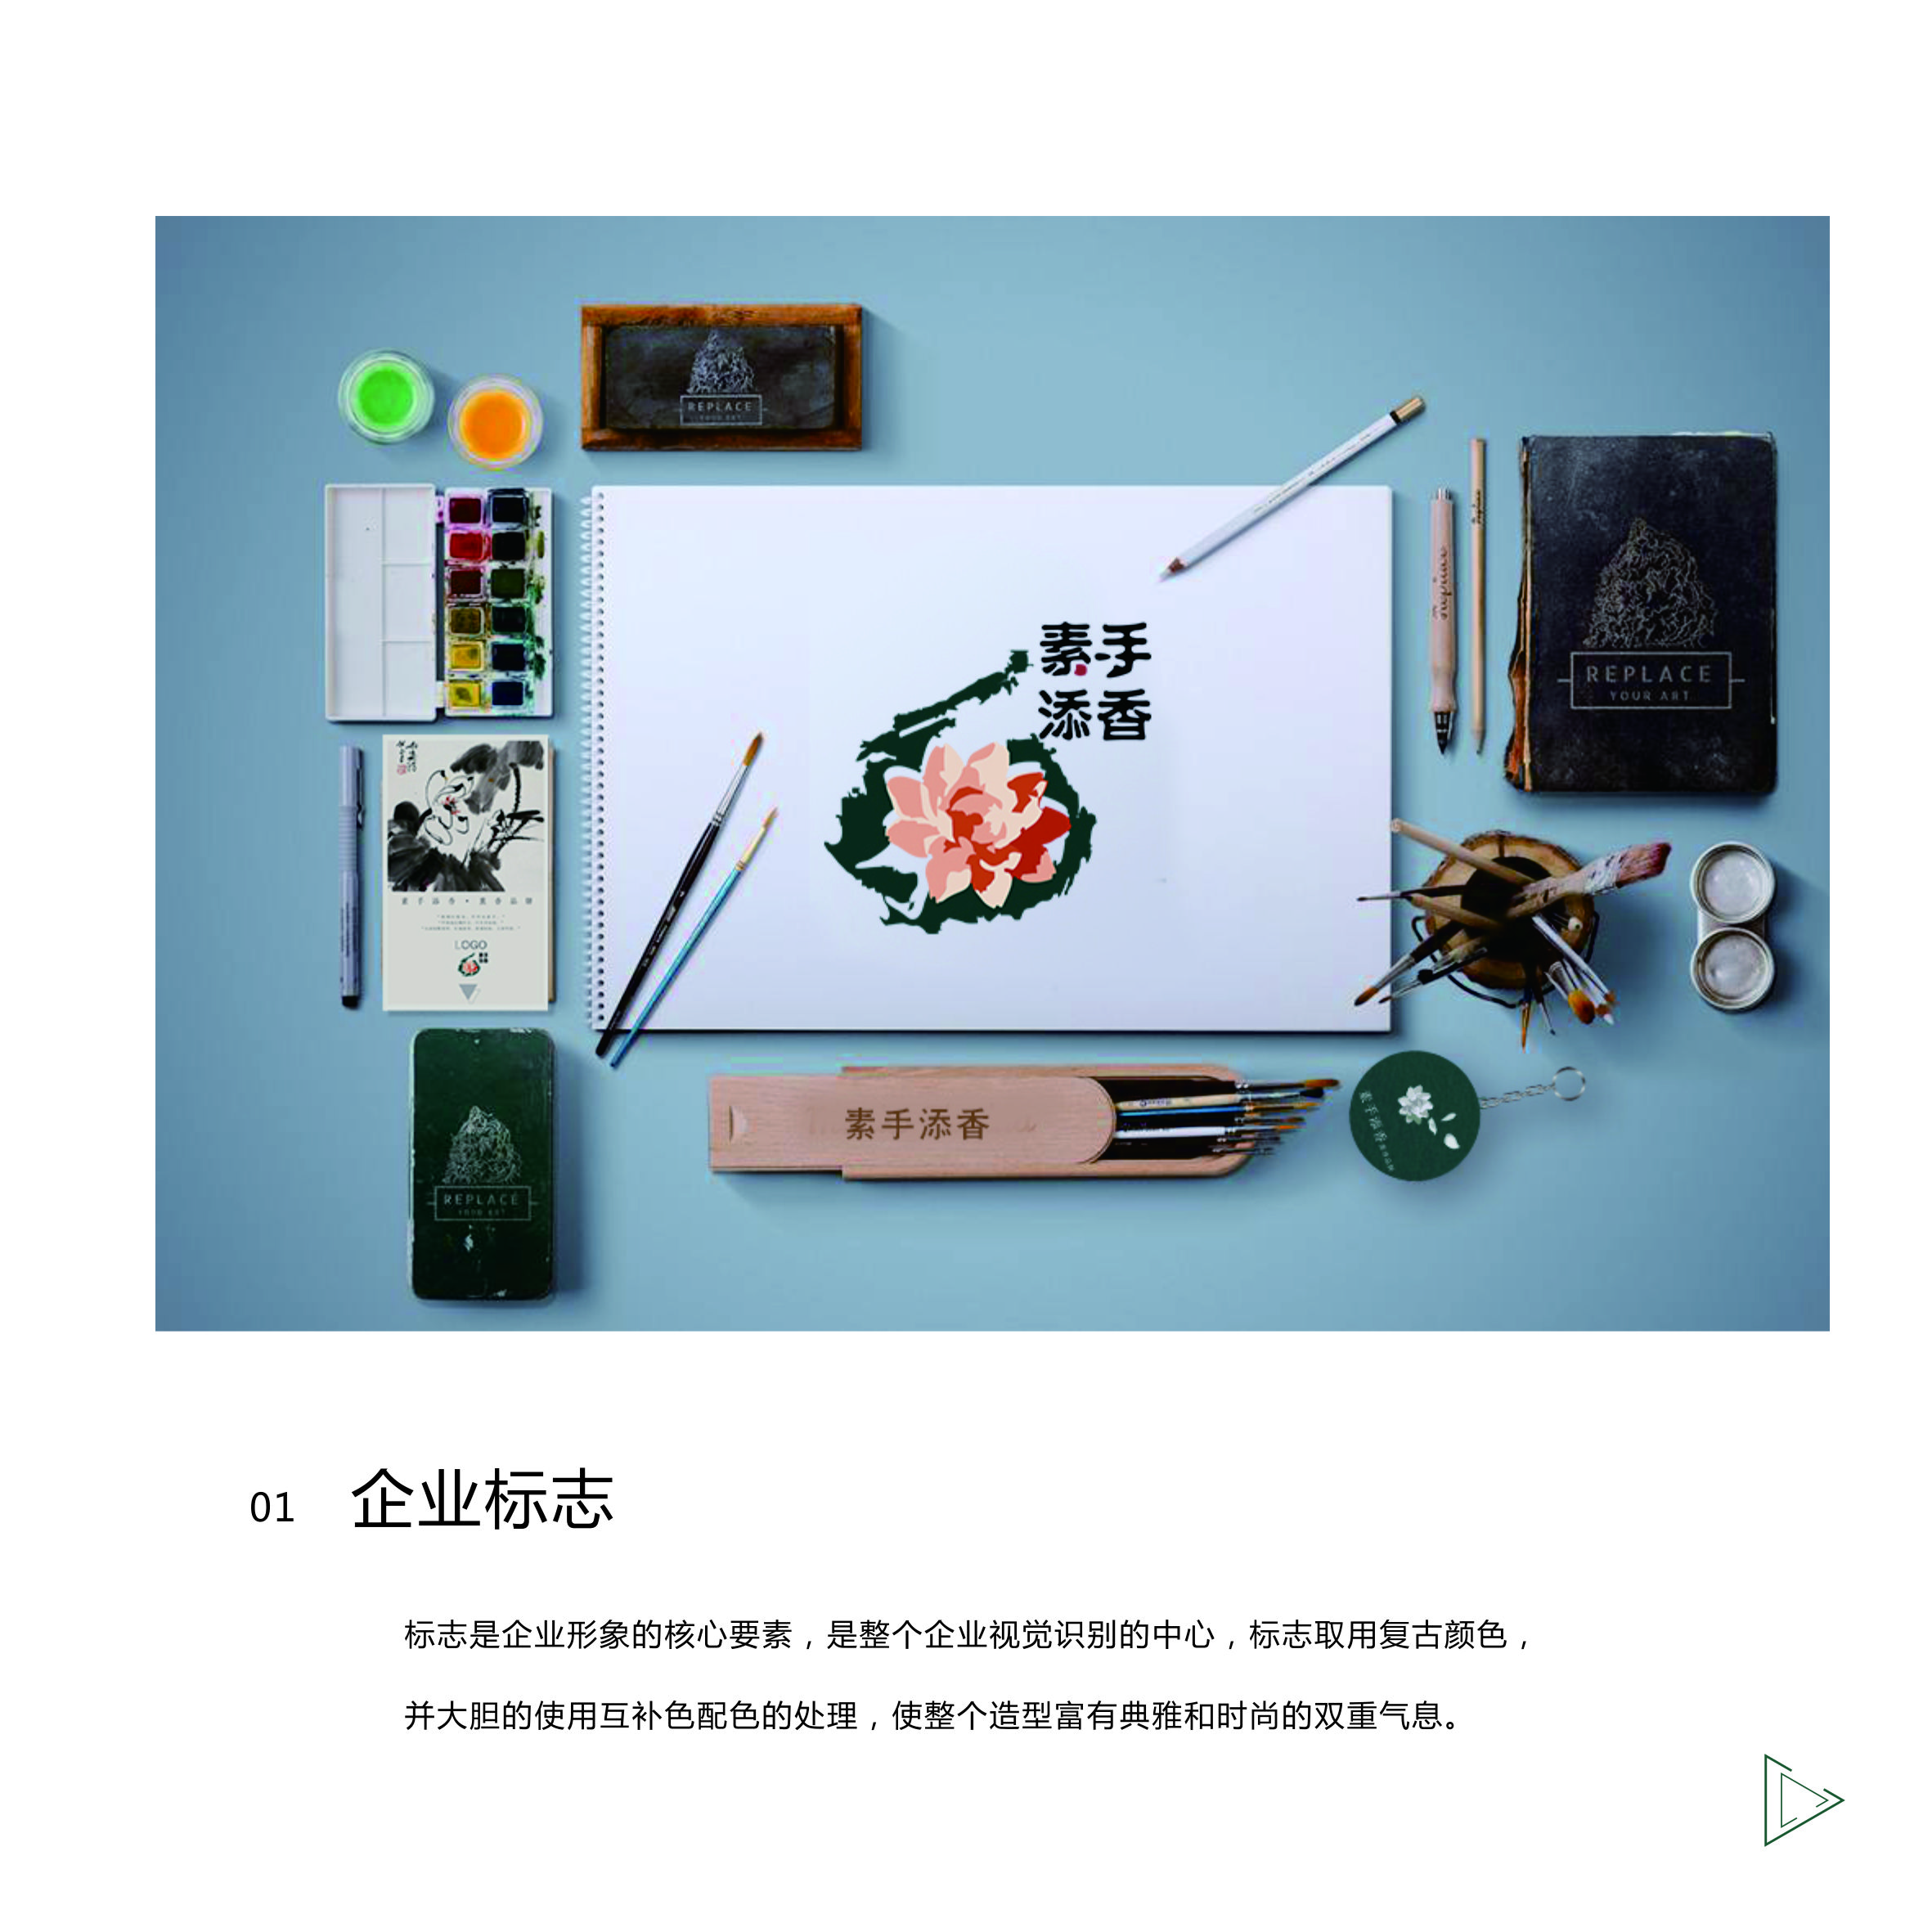 REPLACE
YOUR ART
素手
添香
REPLACE
YOUR ART
Replace
LOGO
素手
添香
REPLACE
YOUR ART
素手添香
素手添香
01 企业标志
标志是企业形象的核心要素，是整个企业视觉识别的中心，标志取用复古颜色，
并大胆的使用互补色配色的处理，使整个造型富有典雅和时尚的双重气息。